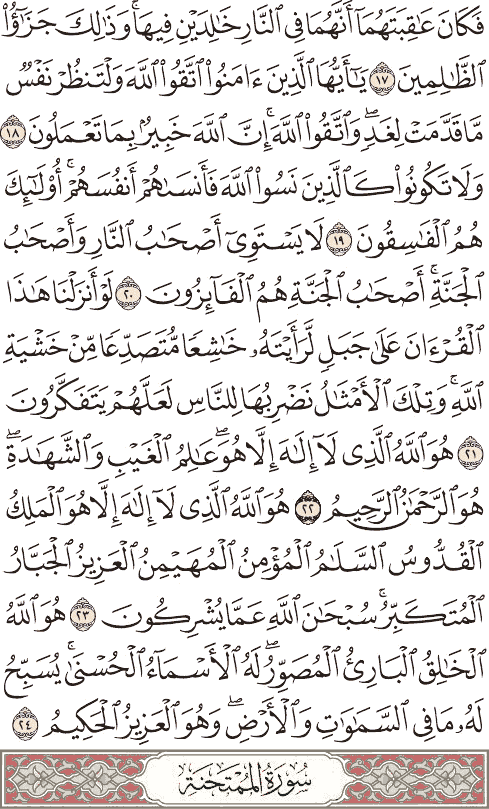 فَكَانَ عَٰقِبَتَهُمَآ أَنَّهُمَا فِى ٱلنَّارِ خَٰلِدَيْنِ فِيهَا ۚ وَذَٰلِكَ جَزَٰٓؤُا۟
ٱلظَّٰلِمِينَ ١٧ يَٰٓأَيُّهَا ٱلَّذِينَ ءَامَنُوا۟ ٱتَّقُوا۟ ٱللَّهَ وَلْتَنظُرْ نَفْسٌ
مَّا قَدَّمَتْ لِغَدٍ ۖ وَٱتَّقُوا۟ ٱللَّهَ ۚ إِنَّ ٱللَّهَ خَبِيرٌۢ بِمَا تَعْمَلُونَ ١٨
وَلَا تَكُونُوا۟ كَٱلَّذِينَ نَسُوا۟ ٱللَّهَ فَأَنسَىٰهُمْ أَنفُسَهُمْ ۚ أُو۟لَٰٓئِكَ
هُمُ ٱلْفَٰسِقُونَ ١٩ لَا يَسْتَوِىٓ أَصْحَٰبُ ٱلنَّارِ وَأَصْحَٰبُ
ٱلْجَنَّةِ ۚ أَصْحَٰبُ ٱلْجَنَّةِ هُمُ ٱلْفَآئِزُونَ ٢٠ لَوْ أَنزَلْنَا هَٰذَا
ٱلْقُرْءَانَ عَلَىٰ جَبَلٍ لَّرَأَيْتَهُۥ خَٰشِعًا مُّتَصَدِّعًا مِّنْ خَشْيَةِ
ٱللَّهِ ۚ وَتِلْكَ ٱلْأَمْثَٰلُ نَضْرِبُهَا لِلنَّاسِ لَعَلَّهُمْ يَتَفَكَّرُونَ
٢١ هُوَ ٱللَّهُ ٱلَّذِى لَآ إِلَٰهَ إِلَّا هُوَ ۖ عَٰلِمُ ٱلْغَيْبِ وَٱلشَّهَٰدَةِ ۖ
هُوَ ٱلرَّحْمَٰنُ ٱلرَّحِيمُ ٢٢ هُوَ ٱللَّهُ ٱلَّذِى لَآ إِلَٰهَ إِلَّا هُوَ ٱلْمَلِكُ
ٱلْقُدُّوسُ ٱلسَّلَٰمُ ٱلْمُؤْمِنُ ٱلْمُهَيْمِنُ ٱلْعَزِيزُ ٱلْجَبَّارُ
ٱلْمُتَكَبِّرُ ۚ سُبْحَٰنَ ٱللَّهِ عَمَّا يُشْرِكُونَ ٢٣ هُوَ ٱللَّهُ
ٱلْخَٰلِقُ ٱلْبَارِئُ ٱلْمُصَوِّرُ ۖ لَهُ ٱلْأَسْمَآءُ ٱلْحُسْنَىٰ ۚ يُسَبِّحُ
لَهُۥ مَا فِى ٱلسَّمَٰوَٰتِ وَٱلْأَرْضِ ۖ وَهُوَ ٱلْعَزِيزُ ٱلْحَكِيمُ ٢٤
سُورَةُ المُمْتَحنَةِ